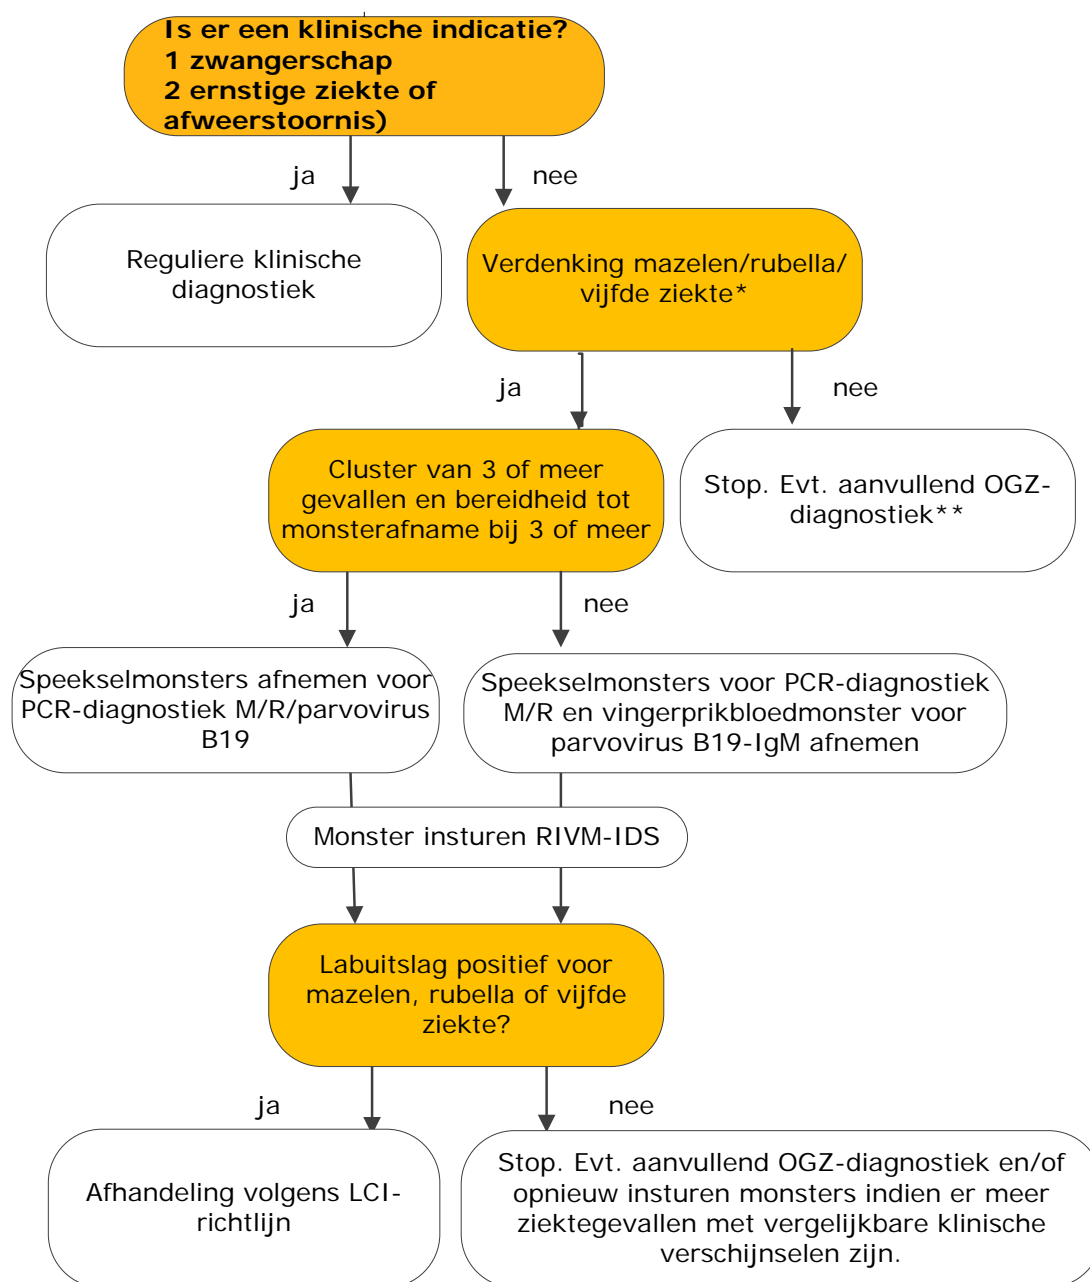 Is er een klinische indicatie?
1 zwangerschap
2 ernstige ziekte of
afweerstoornis)
ja
nee
Reguliere klinische
diagnostiek
Verdenking mazelen/rubella/
vijfde ziekte*
ja
nee
Cluster van 3 of meer
gevallen en bereidheid tot
monsterafname bij 3 of meer
Stop. Evt. aanvullend OGZ-
diagnostiek**
ja
nee
Speekselmonsters afnemen voor
PCR-diagnostiek M/R/parvovirus
B19
Speekselmonsters voor PCR-diagnostiek
M/R en vingerprikbloedmonster voor
parvovirus B19-IgM afnemen
Monster insturen RIVM-IDS
Labuitslag positief voor
mazelen, rubella of vijfde
ziekte?
ja
nee
Afhandeling volgens LCI-
richtlijn
Stop. Evt. aanvullend OGZ-diagnostiek en/of
opnieuw insturen monsters indien er meer
ziektegevallen met vergelijkbare klinische
verschijnselen zijn.